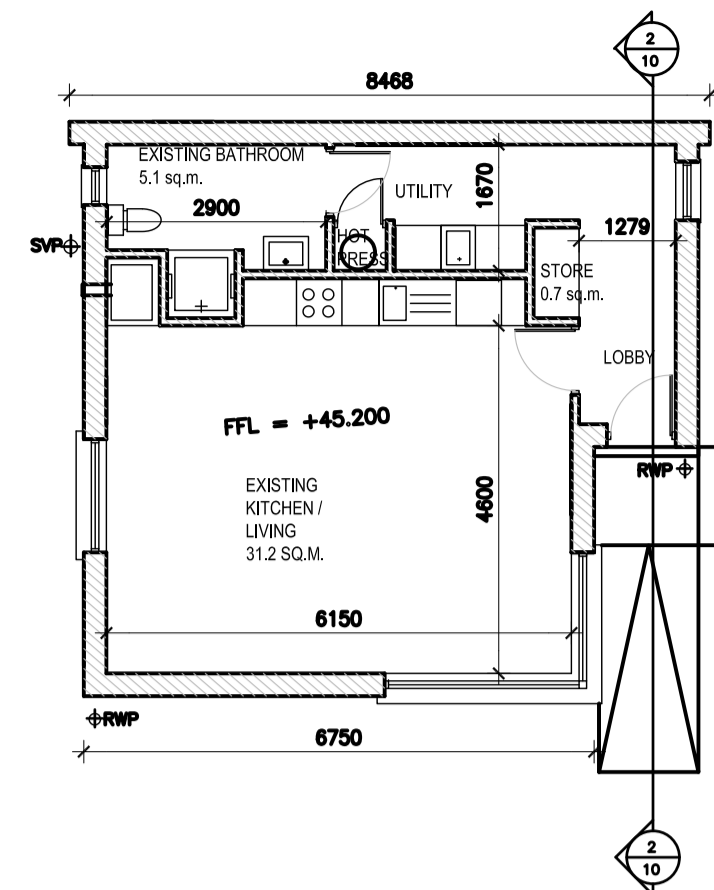 2
10
8468
EXISTING BATHROOM
5.1 sq.m.
UTILITY
1670
2900
1279
HOT
PRESS
SVP
STORE
0.7 sq.m.
LOBBY
FFL = +45.200
RWP
EXISTING
KITCHEN /
LIVING
31.2 SQ.M.
4600
6150
RWP
6750
2
10